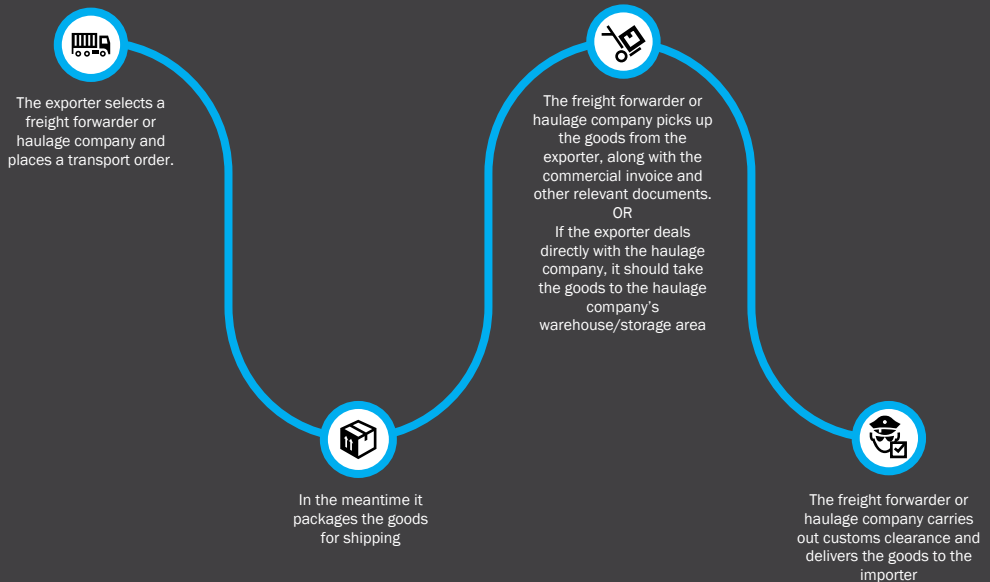 The exporter selects a
freight forwarder or
haulage company and
places a transport order.
In the meantime it
packages the goods
for shipping
The freight forwarder or
haulage company picks up
the goods from the
exporter, along with the
commercial invoice and
other relevant documents.
OR
If the exporter deals
directly with the haulage
company, it should take
the goods to the haulage
company’s
warehouse/storage area
The freight forwarder or
haulage company carries
out customs clearance and
delivers the goods to the
importer